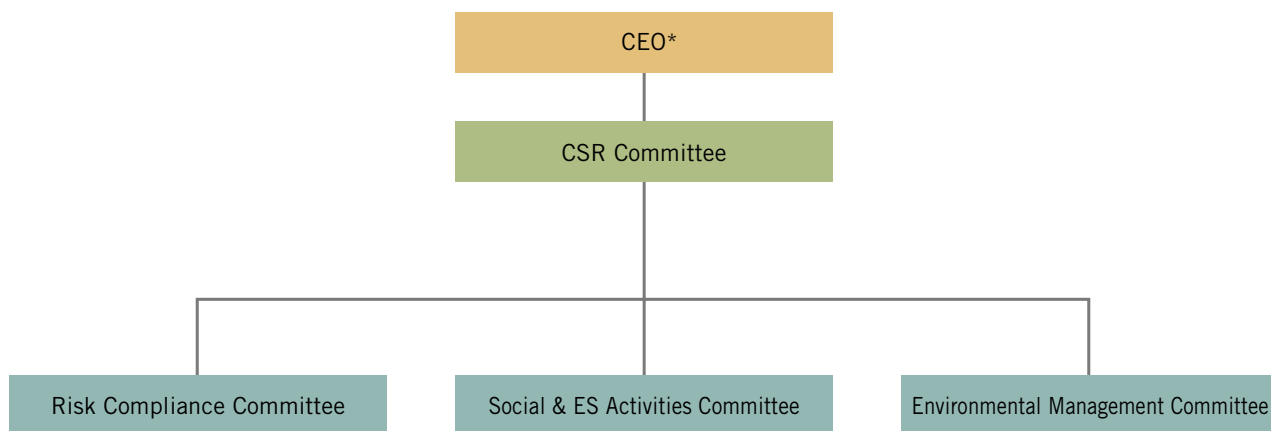 CEO*
CSR Committee
Risk Compliance Committee
Social & ES Activities Committee
Environmental Management Committee